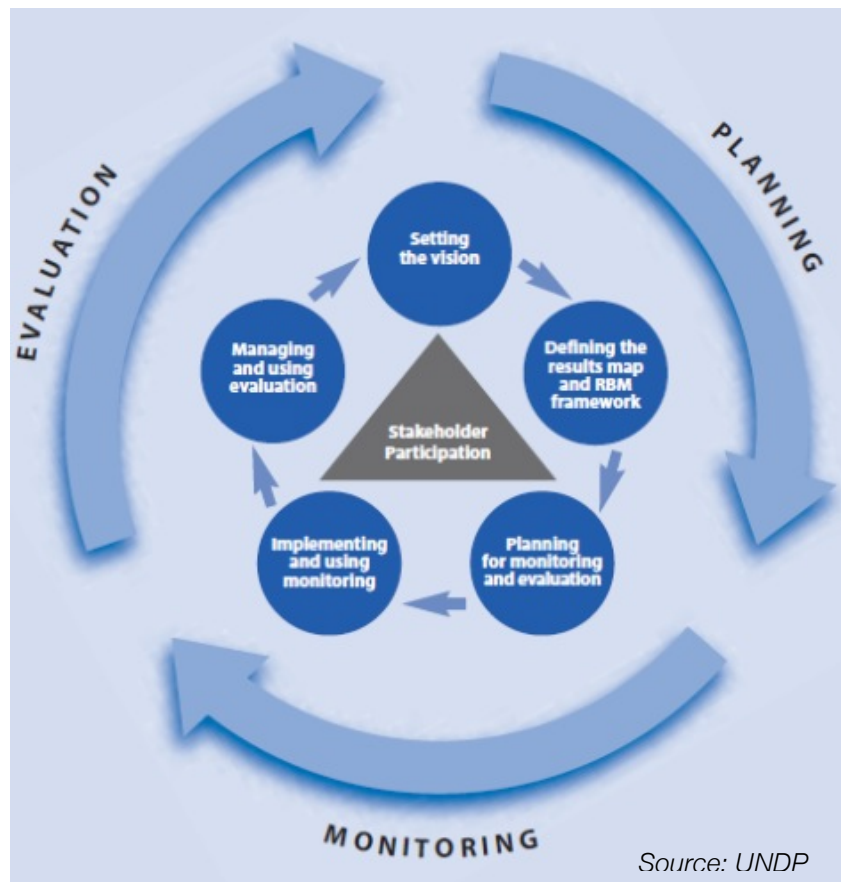 EVALUATION
PLANNING
Setting
the vision
Managing
and using
evaluation
Defining the
results map
and RBM
framework
Stakeholder
Participation
Implementing
and using
monitoring
Planning
for monitoring
and evaluation
MONITORING
Source: UNDP